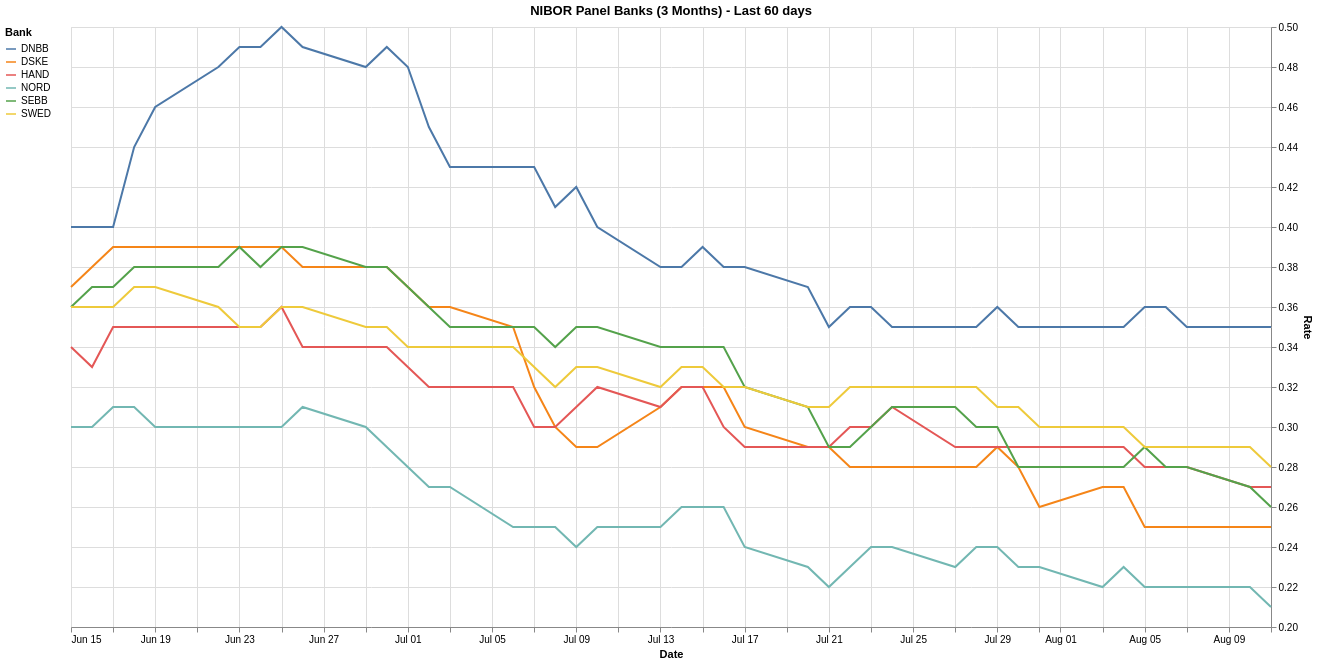 NIBOR Panel Banks (3 Months) - Last 60 days
Bank
DNBB
DSKE
HAND
NORD
SEBB
SWED
0.50
0.48
0.46
0.44
0.42
0.40
0.38
0.36
0.34
0.32
0.30
0.28
0.26
0.24
0.22
0.20
Rate
Jun 15 Jun 19 Jun 23 Jun 27 Jul 01 Jul 05 Jul 09 Jul 13 Jul 17 Jul 21 Jul 25 Jul 29 Aug 01 Aug 05 Aug 09
Date